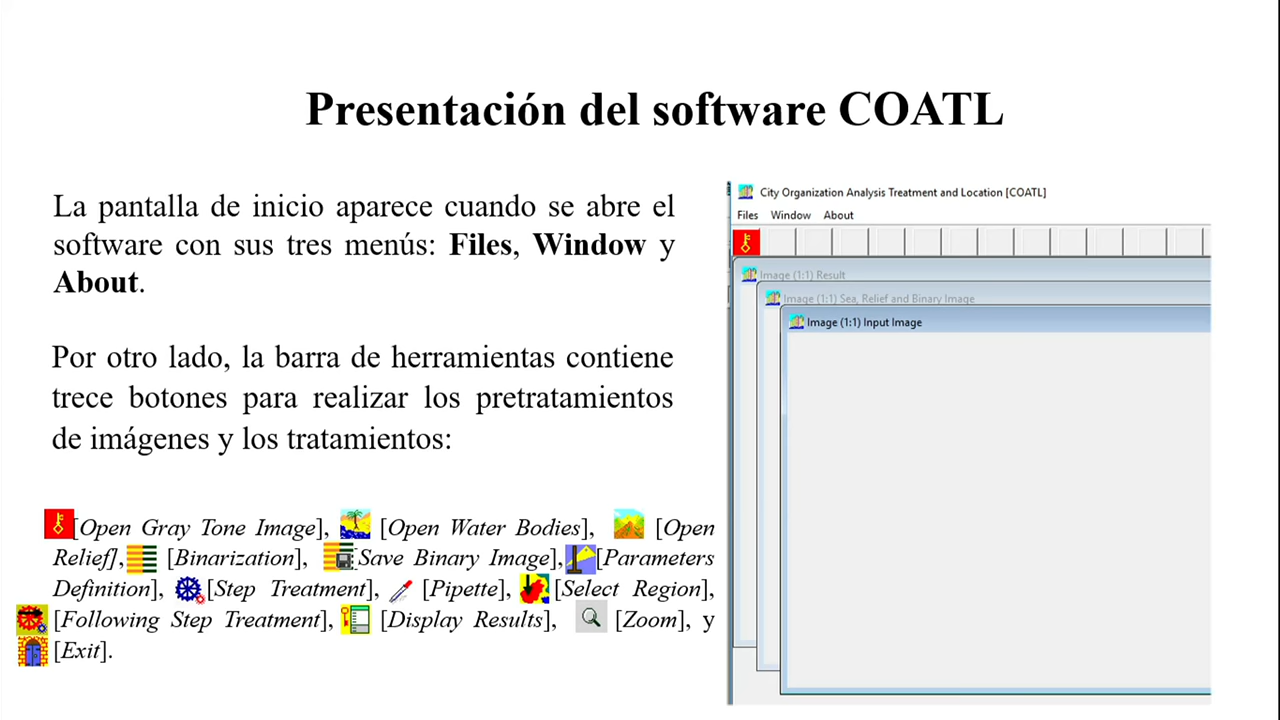 Presentación del software COATL
La pantalla de inicio aparece cuando se abre el
software con sus tres menús: Files, Window y
About.
Por otro lado, la barra de herramientas contiene
trece botones para realizar los pretratamientos
de imágenes y los tratamientos:
[Open Gray Tone Image], [Open Water Bodies], [Open
Relief], [Binarization], [Save Binary Image], [Parameters
Definition], [Step Treatment], [Pipette], [Select Region],
[Following Step Treatment], [Display Results], [Zoom], y
[Exit].
City Organization Analysis Treatment and Location [COATL]
Files Window About
Image (1:1) Result
Image (1:1) Sea, Relief and Binary Image
Image (1:1) Input Image